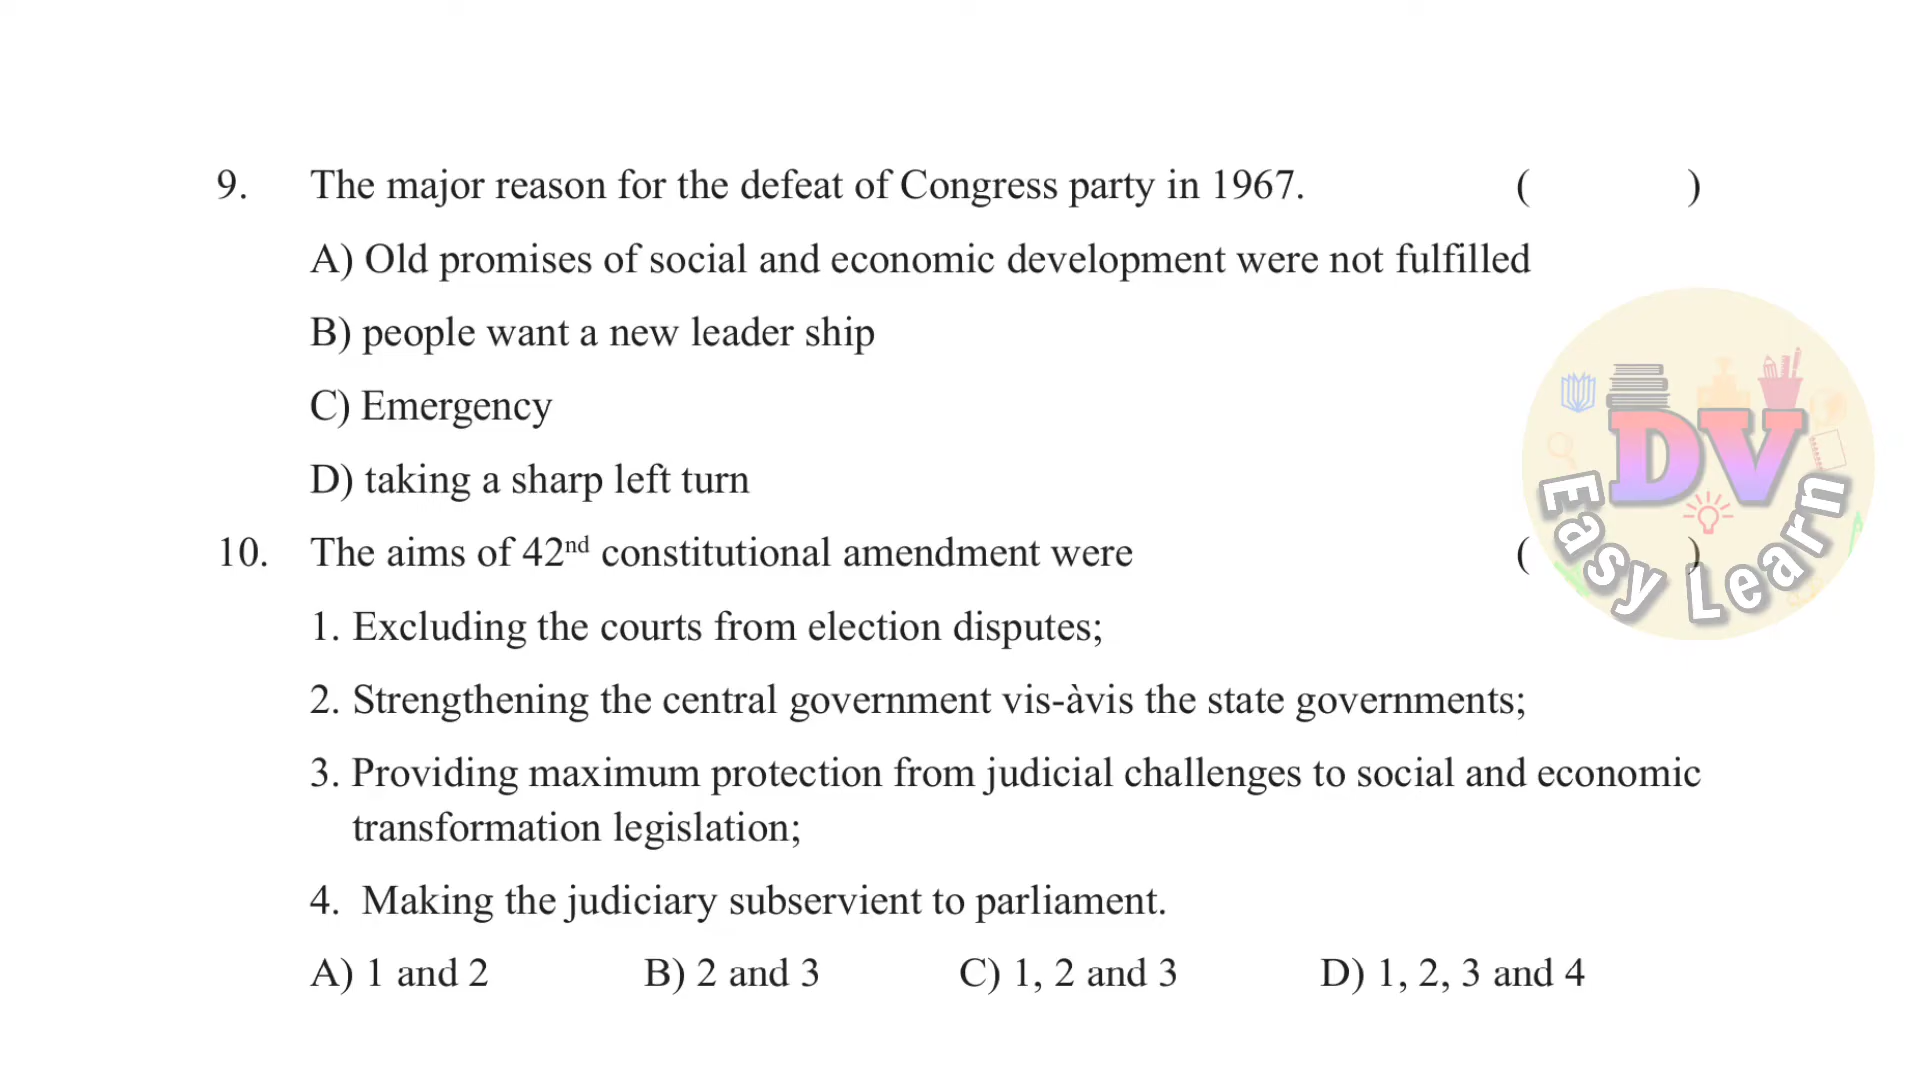 9. The major reason for the defeat of Congress party in 1967. ( )
A) Old promises of social and economic development were not fulfilled
B) people want a new leader ship
C) Emergency
D) taking a sharp left turn
10. The aims of 42nd constitutional amendment were ( )
1. Excluding the courts from election disputes;
2. Strengthening the central government vis-àvis the state governments;
3. Providing maximum protection from judicial challenges to social and economic
transformation legislation;
4. Making the judiciary subservient to parliament.
A) 1 and 2 B) 2 and 3 C) 1, 2 and 3 D) 1, 2, 3 and 4
DV
Easy Learn